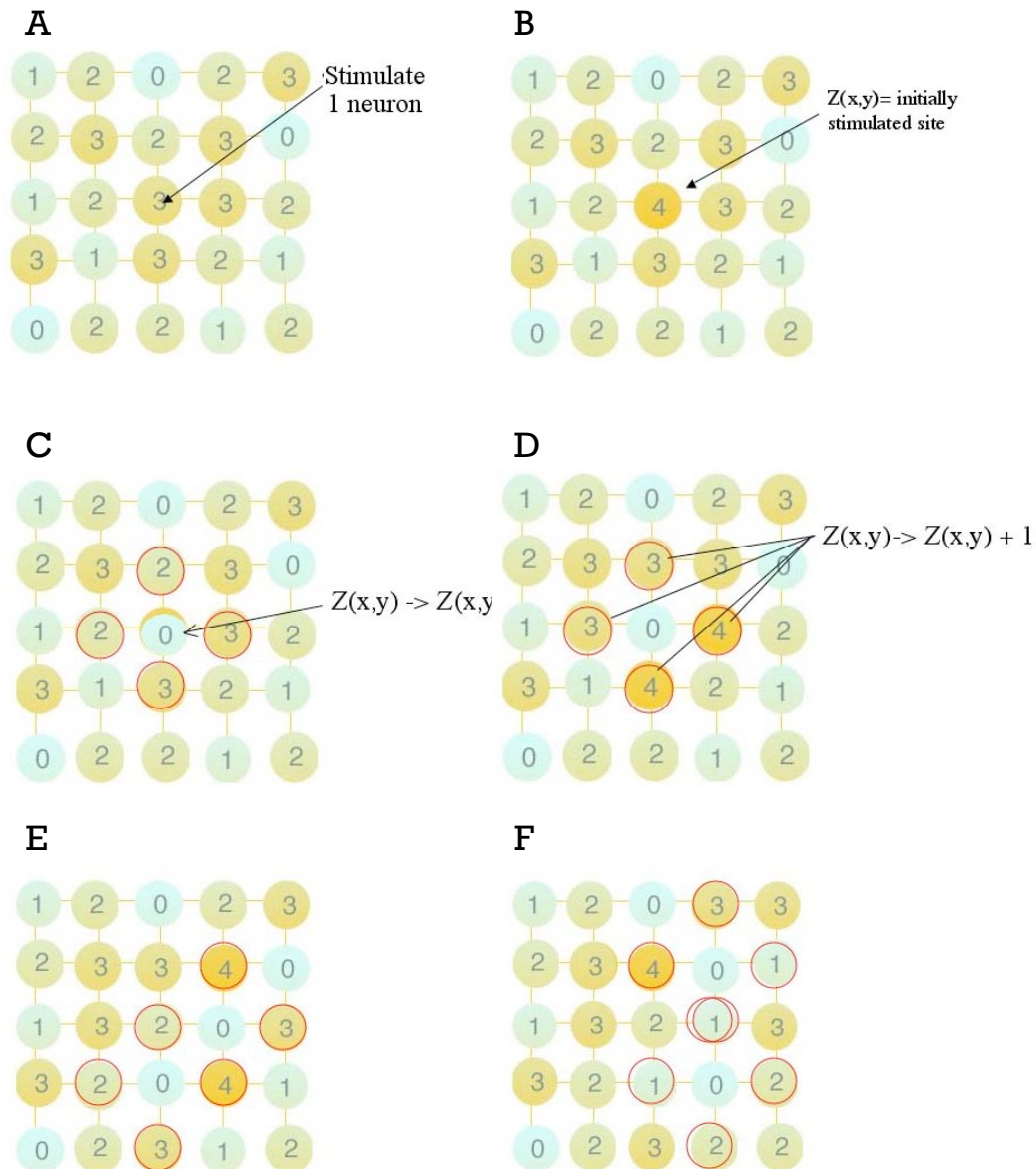 A
1 2 0 2 3
Stimulate
1 neuron
2 3 2 3 0
1 2 3 3 2
3 1 3 2 1
0 2 2 1 2
B
1 2 0 2 3
Z(x,y)= initially
stimulated site
2 3 2 3 0
1 2 4 3 2
3 1 3 2 1
0 2 2 1 2
C
1 2 0 2 3
2 3 2 3 0
Z(x,y) -> Z(x,y
1 2 0 3 2
3 1 3 2 1
0 2 2 1 2
D
1 2 0 2 3
Z(x,y)-> Z(x,y) + 1
2 3 3 3 0
1 3 0 4 2
3 1 4 2 1
0 2 2 1 2
E
1 2 0 2 3
2 3 3 4 0
1 3 2 0 3
3 2 0 4 1
0 2 3 1 2
F
1 2 0 3 3
2 3 4 0 1
1 3 2 1 3
3 2 1 0 2
0 2 3 2 2